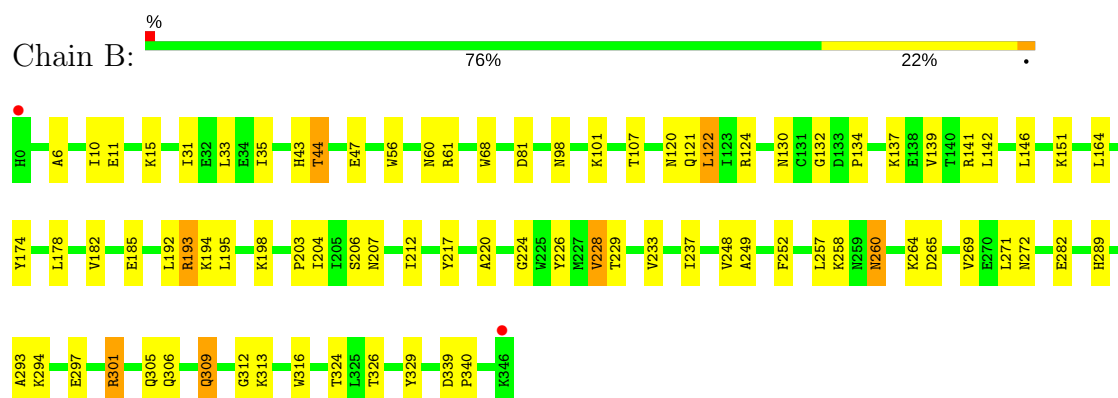 %
Chain B:
76% 22% •
H0 A6 I10 E11 K15 I31 E32 L33 E34 I35 H43 T44 E47 W56 N60 R61 W68 D81 N98 K101 T107 N120 Q121 L122 I123 R124 N130 G131 G132 D133 P134 K137 E138 V139 T140 R141 L142 L146 K151 L164
Y174 L178 V182 E185 L192 R193 K194 L195 K198 P203 I204 I205 S206 N207 I212 Y217 A220 G224 W225 Y226 M227 V228 T229 V233 I237 V248 A249 F252 L257 K258 N259 N260 K264 D265 V269 E270 L271 N272 E282 H289
A293 K294 E297 R301 Q305 Q306 Q309 G312 K313 W316 T324 L325 T326 Y329 D339 P340 K346